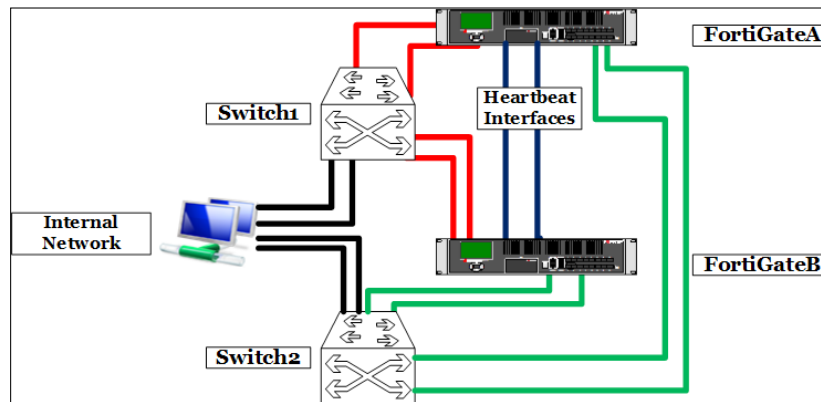 FortiGateA
Switch1
Heartbeat
Interfaces
Internal
Network
FortiGateB
Switch2